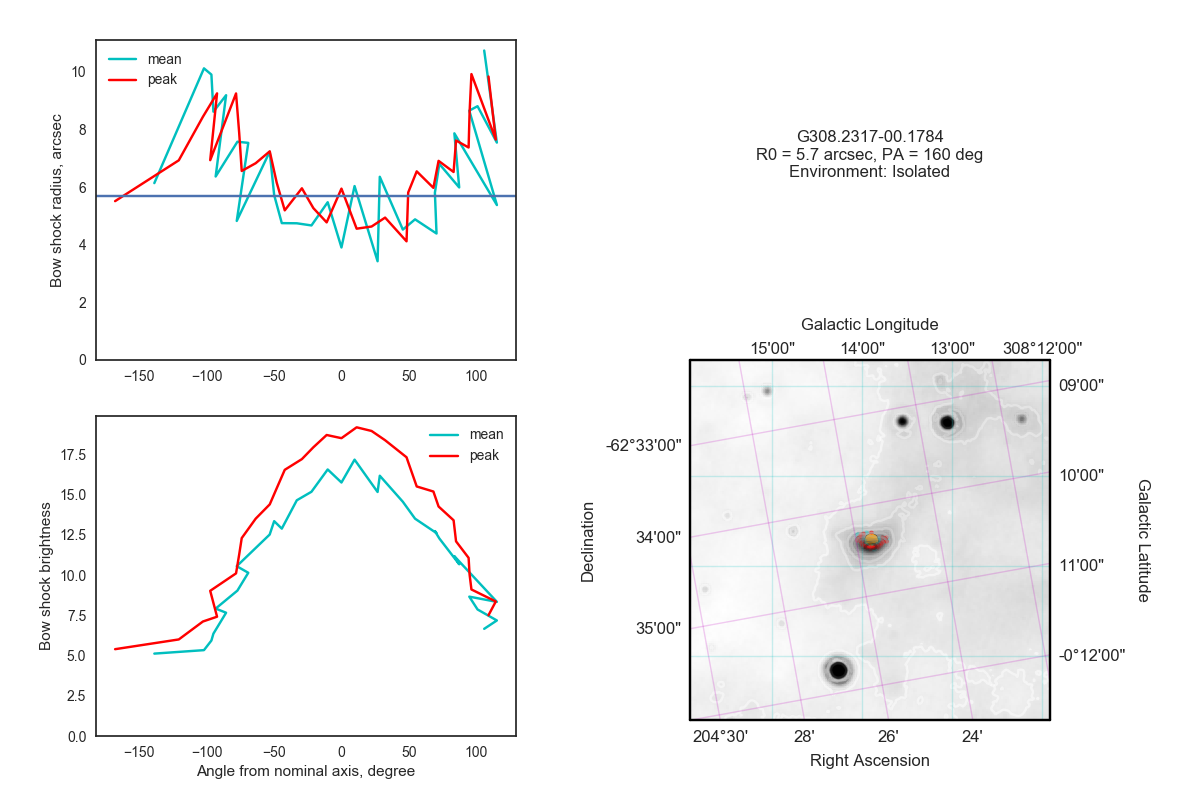 mean
peak
10
8
6
4
2
0
Bow shock radius, arcsec
−150
−100
−50
0
50
100
mean
peak
17.5
15.0
12.5
10.0
7.5
5.0
2.5
0.0
Bow shock brightness
−150
−100
−50
0
50
100
Angle from nominal axis, degree
G308.2317-00.1784
R0 = 5.7 arcsec, PA = 160 deg
Environment: Isolated
Galactic Longitude
15'00"
14'00"
13'00"
308°12'00"
-62°33'00"
34'00"
35'00"
Declination
09'00"
10'00"
11'00"
-0°12'00"
Galactic Latitude
204°30'
28'
26'
24'
Right Ascension